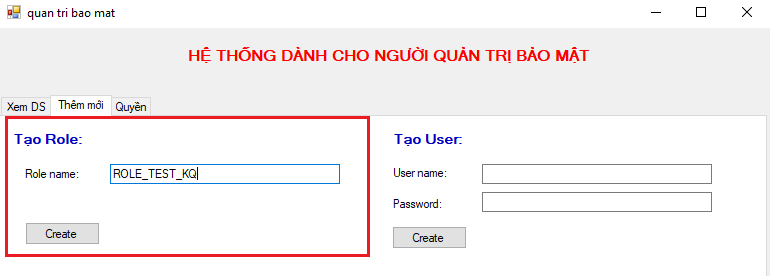 quan tri bao mat
HỆ THỐNG DÀNH CHO NGƯỜI QUẢN TRỊ BẢO MẬT
Xem DS Thêm mới Quyền
Tạo Role:
Role name: ROLE_TEST_KQ
Create
Tạo User:
User name:
Password:
Create